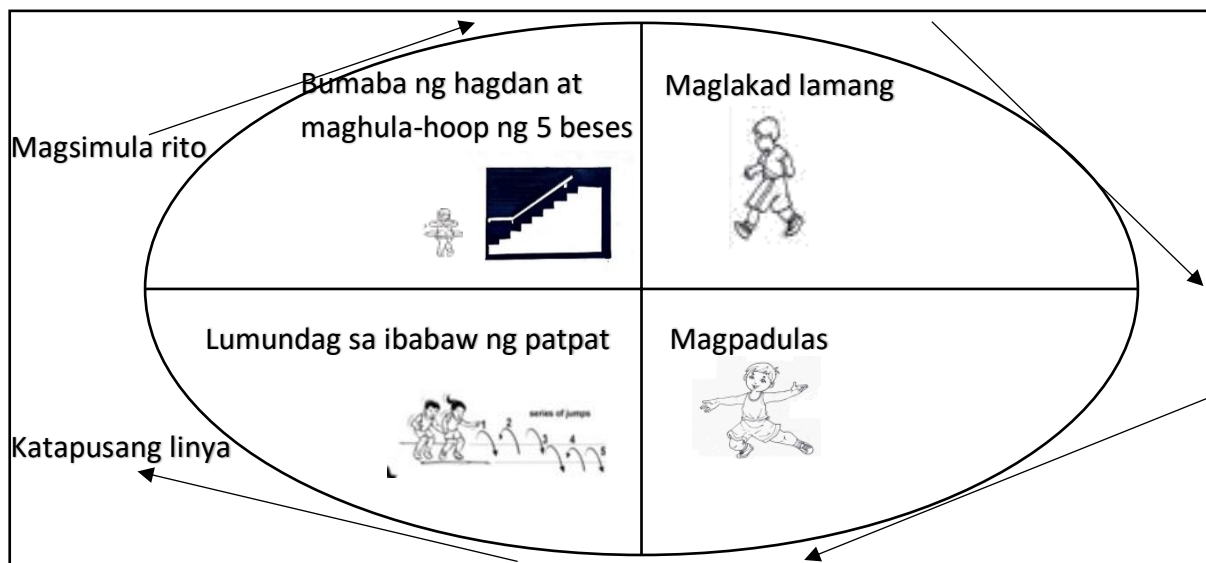 Magsimula rito
Bumaba ng hagdan at
maghula-hoop ng 5 beses
Maglakad lamang
Lumundag sa ibabaw ng patpat
series of jumps
1
2
3
4
5
Magpadulas
Katapusang linya